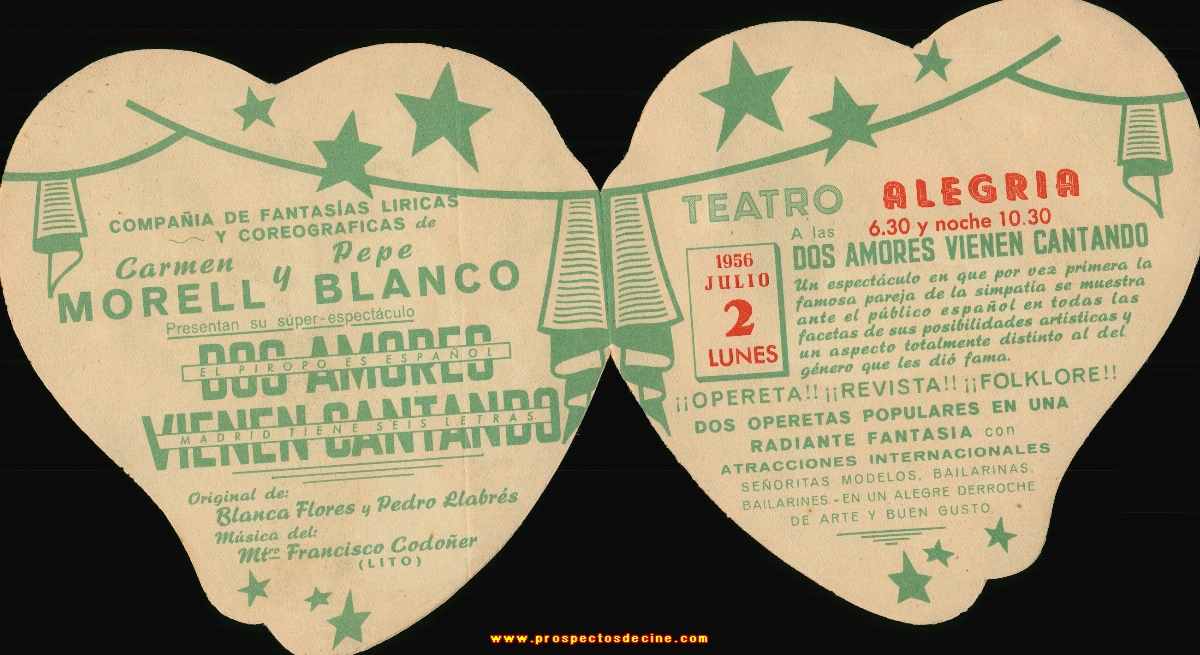 COMPAÑIA DE FANTASÍAS LIRICAS
Y COREOGRAFICAS de
Carmen y Pepe
MORELL BLANCO
Presentan su súper-espectáculo
DOS AMORES
EL PIROPO ES ESPAÑOL
VIENEN CANTANDO
MADRID TIENE SEIS LETRAS
Original de:
Blanca Flores y Pedro Llabrés
Música del:
Mtro Francisco Codoñer
(LITO)
TEATRO ALEGRIA
A las 6.30 y noche 10.30
DOS AMORES VIENEN CANTANDO
1956
JULIO
2
LUNES
Un espectáculo en que por vez primera la
famosa pareja de la simpatía se muestra
ante el público español en todas las
facetas de sus posibilidades artísticas y
un aspecto totalmente distinto al del
género que les dió fama.
¡¡OPERETA!! ¡¡REVISTA!! ¡¡FOLKLORE!!
DOS OPERETAS POPULARES EN UNA
RADIANTE FANTASIA con
ATRACCIONES INTERNACIONALES
SEÑORITAS MODELOS, BAILARINAS,
BAILARINES.-EN UN ALEGRE DERROCHE
DE ARTE Y BUEN GUSTO.
www.prospectosdecine.com